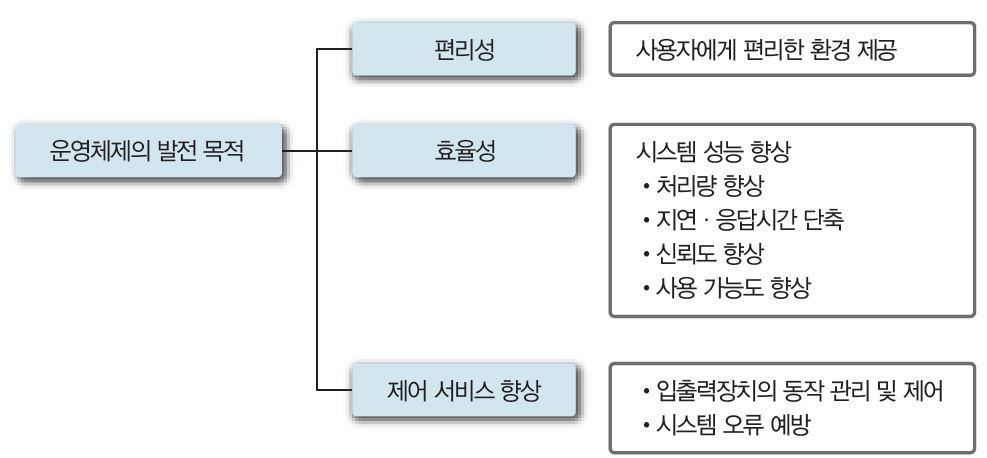 운영체제의 발전 목적
편리성
사용자에게 편리한 환경 제공
효율성
시스템 성능 향상
• 처리량 향상
• 지연 · 응답시간 단축
• 신뢰도 향상
• 사용 가능도 향상
제어 서비스 향상
• 입출력장치의 동작 관리 및 제어
• 시스템 오류 예방